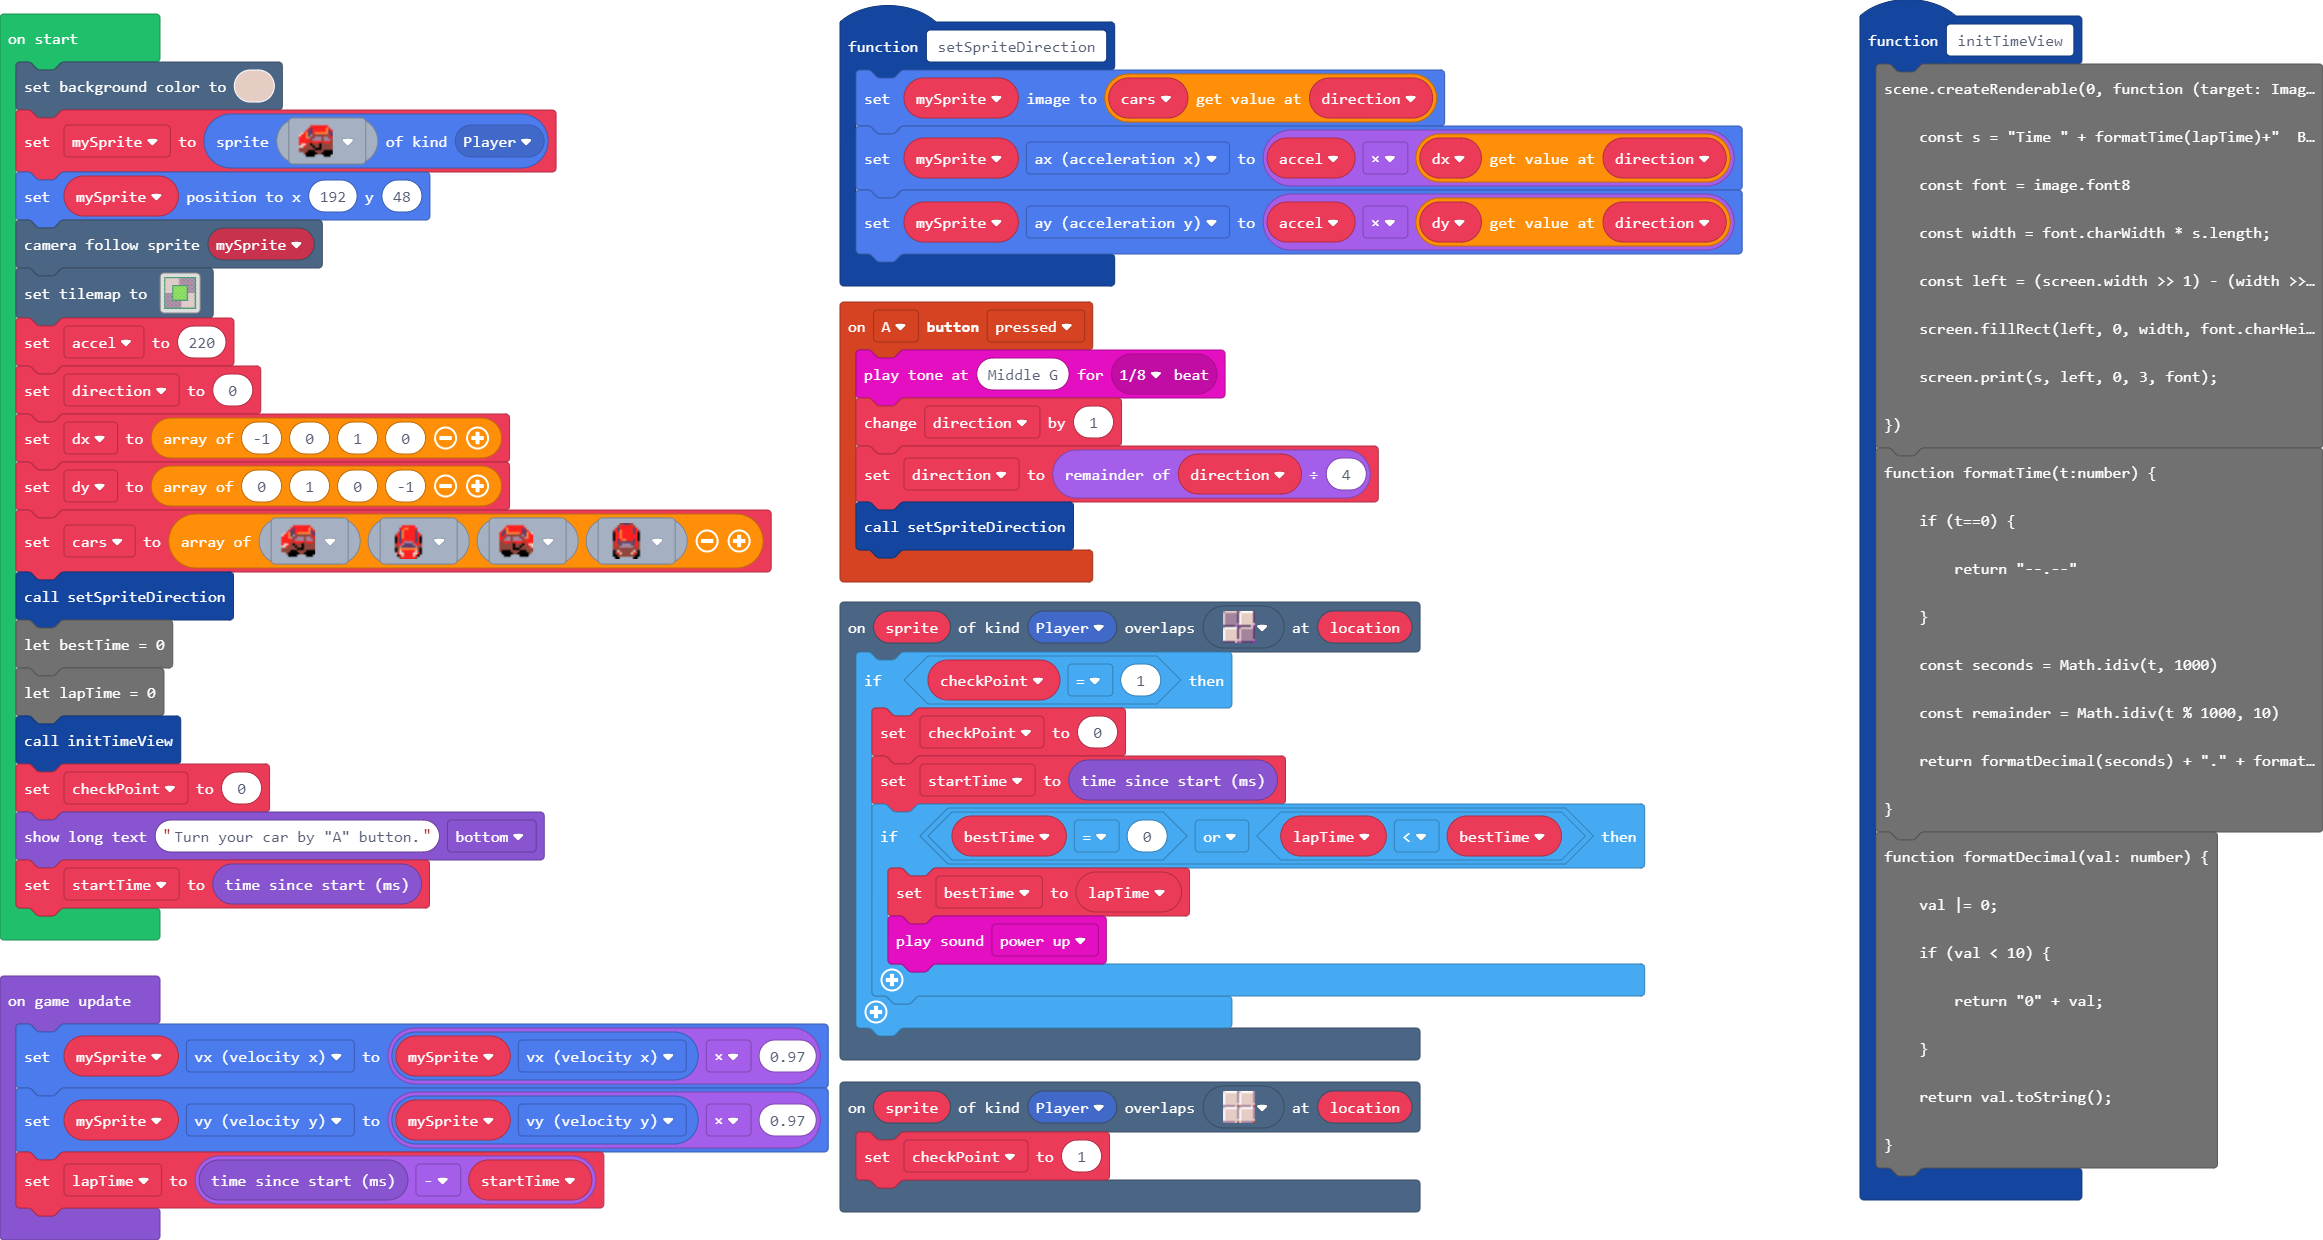 on start
set background color to
set mySprite to sprite of kind Player
set mySprite position to x 192 y 48
camera follow sprite mySprite
set tilemap to
set accel to 220
set direction to 0
set dx to array of -1 0 1 0
set dy to array of 0 1 0 -1
set cars to array of
call setSpriteDirection
let bestTime = 0
let lapTime = 0
call initTimeView
set checkPoint to 0
show long text "Turn your car by "A" button." bottom
set startTime to time since start (ms)
on game update
set mySprite vx (velocity x) to mySprite vx (velocity x) × 0.97
set mySprite vy (velocity y) to mySprite vy (velocity y) × 0.97
set lapTime to time since start (ms) - startTime
function setSpriteDirection
set mySprite image to cars get value at direction
set mySprite ax (acceleration x) to accel × dx get value at direction
set mySprite ay (acceleration y) to accel × dy get value at direction
on A button pressed
play tone at Middle G for 1/8 beat
change direction by 1
set direction to remainder of direction ÷ 4
call setSpriteDirection
on sprite of kind Player overlaps at location
if checkPoint = 1 then
set checkPoint to 0
set startTime to time since start (ms)
if bestTime = 0 or lapTime < bestTime then
set bestTime to lapTime
play sound power up
on sprite of kind Player overlaps at location
set checkPoint to 1
function initTimeView
scene.createRenderable(0, function (target: Imag…
const s = "Time " + formatTime(lapTime)+"  B…
const font = image.font8
const width = font.charWidth * s.length;
const left = (screen.width >> 1) - (width >>…
screen.fillRect(left, 0, width, font.charHei…
screen.print(s, left, 0, 3, font);
})
function formatTime(t:number) {
if (t==0) {
return "--.--"
}
const seconds = Math.idiv(t, 1000)
const remainder = Math.idiv(t % 1000, 10)
return formatDecimal(seconds) + "." + format…
}
function formatDecimal(val: number) {
val |= 0;
if (val < 10) {
return "0" + val;
}
return val.toString();
}